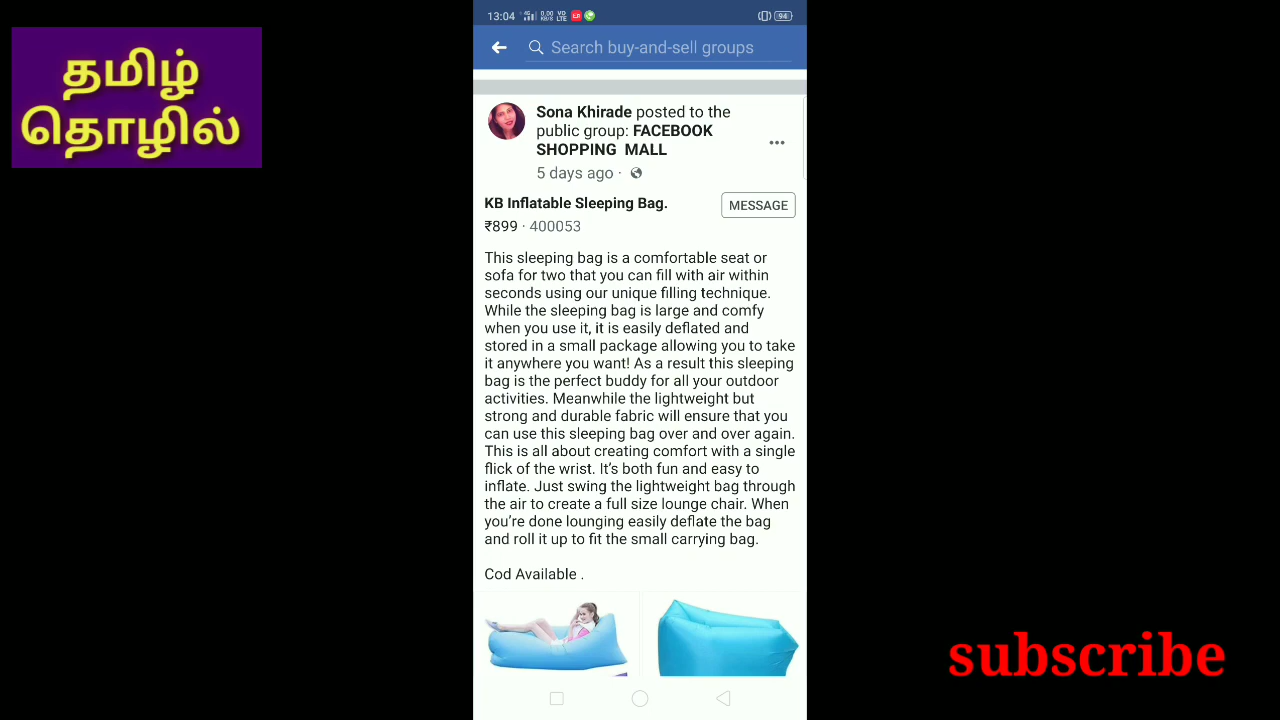 தமிழ்
தொழில்
13:04 4G 0.00 KB/S VO LTE 94
Search buy-and-sell groups
Sona Khirade posted to the
public group: FACEBOOK
SHOPPING MALL
5 days ago ·
KB Inflatable Sleeping Bag.
MESSAGE
₹899 · 400053
This sleeping bag is a comfortable seat or
sofa for two that you can fill with air within
seconds using our unique filling technique.
While the sleeping bag is large and comfy
when you use it, it is easily deflated and
stored in a small package allowing you to take
it anywhere you want! As a result this sleeping
bag is the perfect buddy for all your outdoor
activities. Meanwhile the lightweight but
strong and durable fabric will ensure that you
can use this sleeping bag over and over again.
This is all about creating comfort with a single
flick of the wrist. It's both fun and easy to
inflate. Just swing the lightweight bag through
the air to create a full size lounge chair. When
you're done lounging easily deflate the bag
and roll it up to fit the small carrying bag.
Cod Available .
subscribe